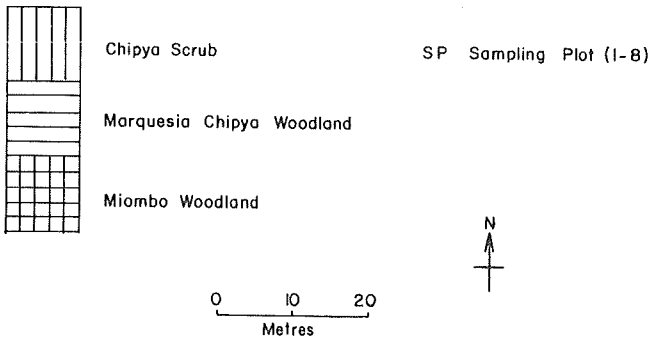 Chipya Scrub
SP Sampling Plot (1-8)
Marquesia Chipya Woodland
Miombo Woodland
N
0 10 20
Metres